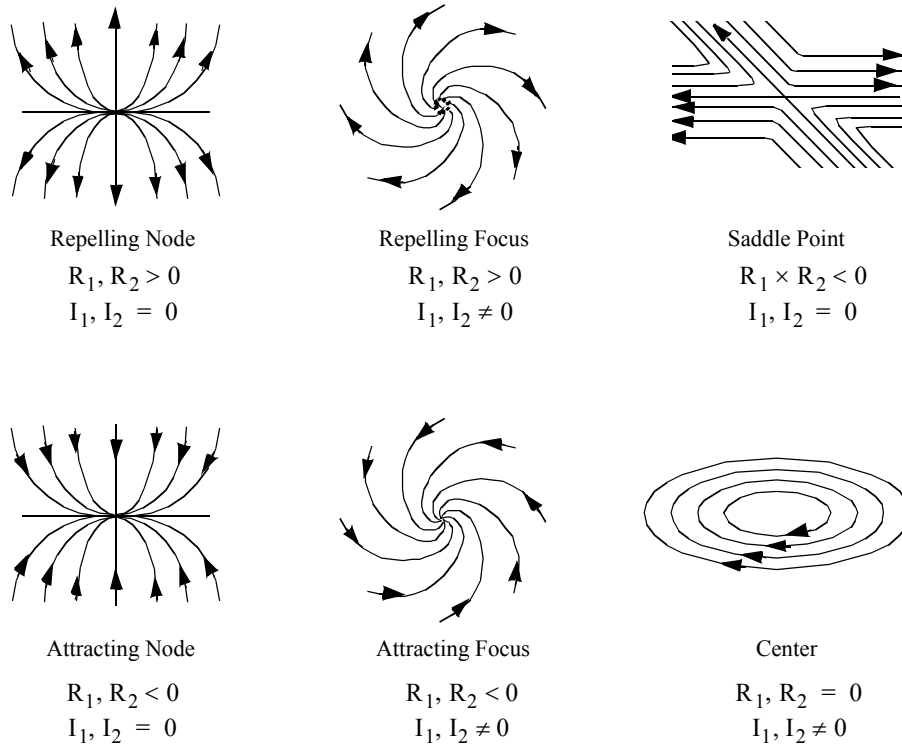 Repelling Node
R₁, R₂ > 0
I₁, I₂ = 0
Repelling Focus
R₁, R₂ > 0
I₁, I₂ ≠ 0
Saddle Point
R₁ × R₂ < 0
I₁, I₂ = 0
Attracting Node
R₁, R₂ < 0
I₁, I₂ = 0
Attracting Focus
R₁, R₂ < 0
I₁, I₂ ≠ 0
Center
R₁, R₂ = 0
I₁, I₂ ≠ 0